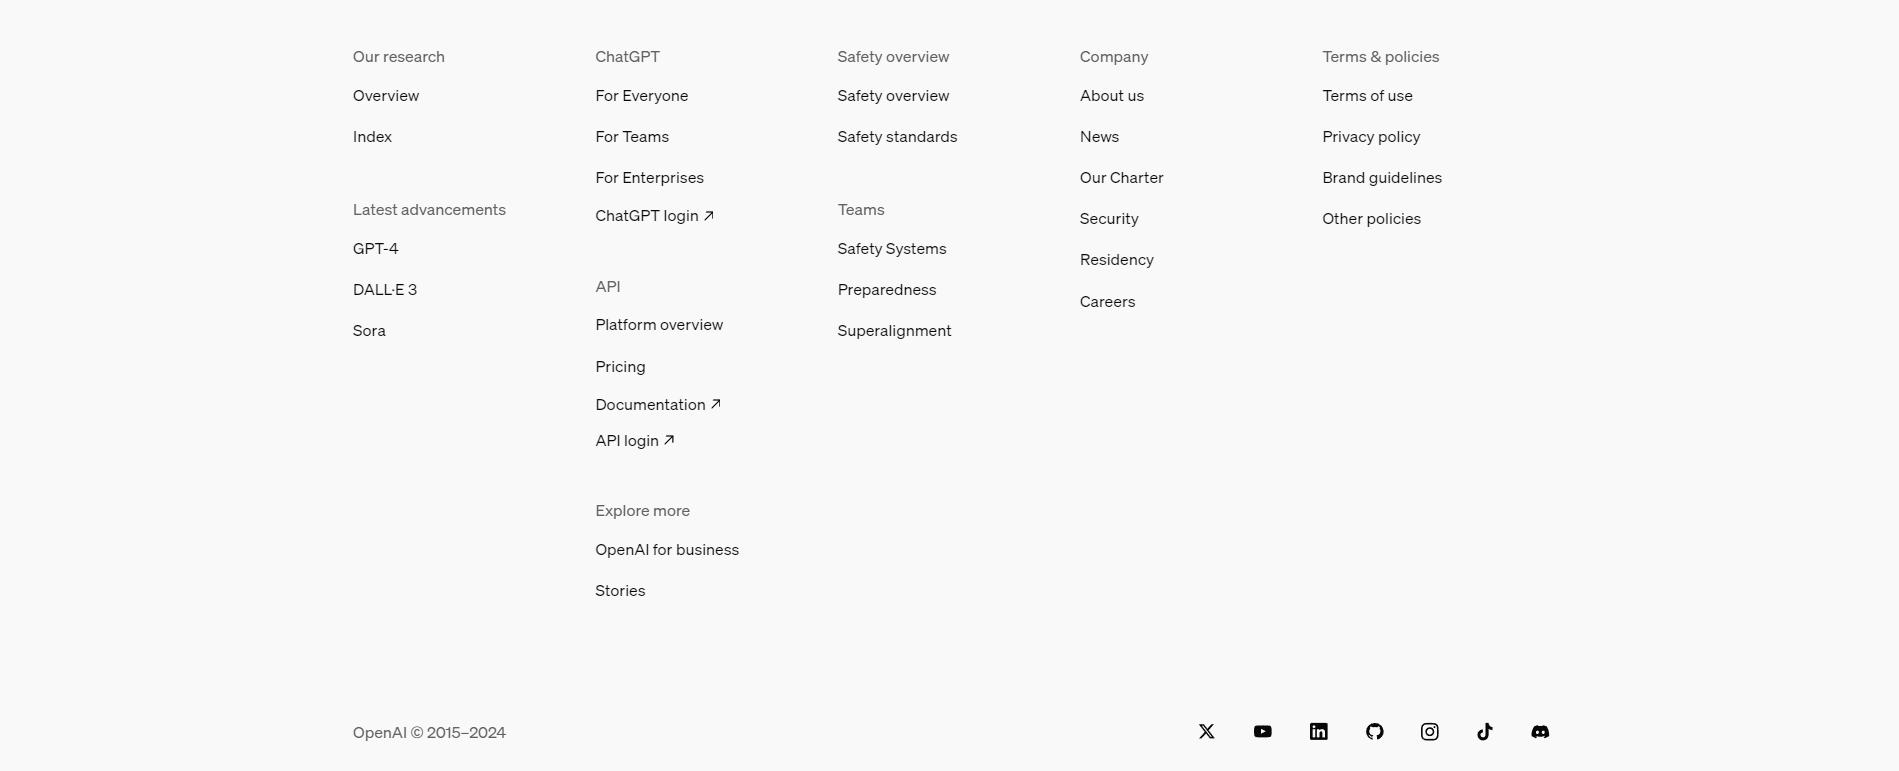 Our research
Overview
Index
Latest advancements
GPT-4
DALL·E 3
Sora
ChatGPT
For Everyone
For Teams
For Enterprises
ChatGPT login ↗
API
Platform overview
Pricing
Documentation ↗
API login ↗
Explore more
OpenAI for business
Stories
Safety overview
Safety overview
Safety standards
Teams
Safety Systems
Preparedness
Superalignment
Company
About us
News
Our Charter
Security
Residency
Careers
Terms & policies
Terms of use
Privacy policy
Brand guidelines
Other policies
OpenAI © 2015–2024